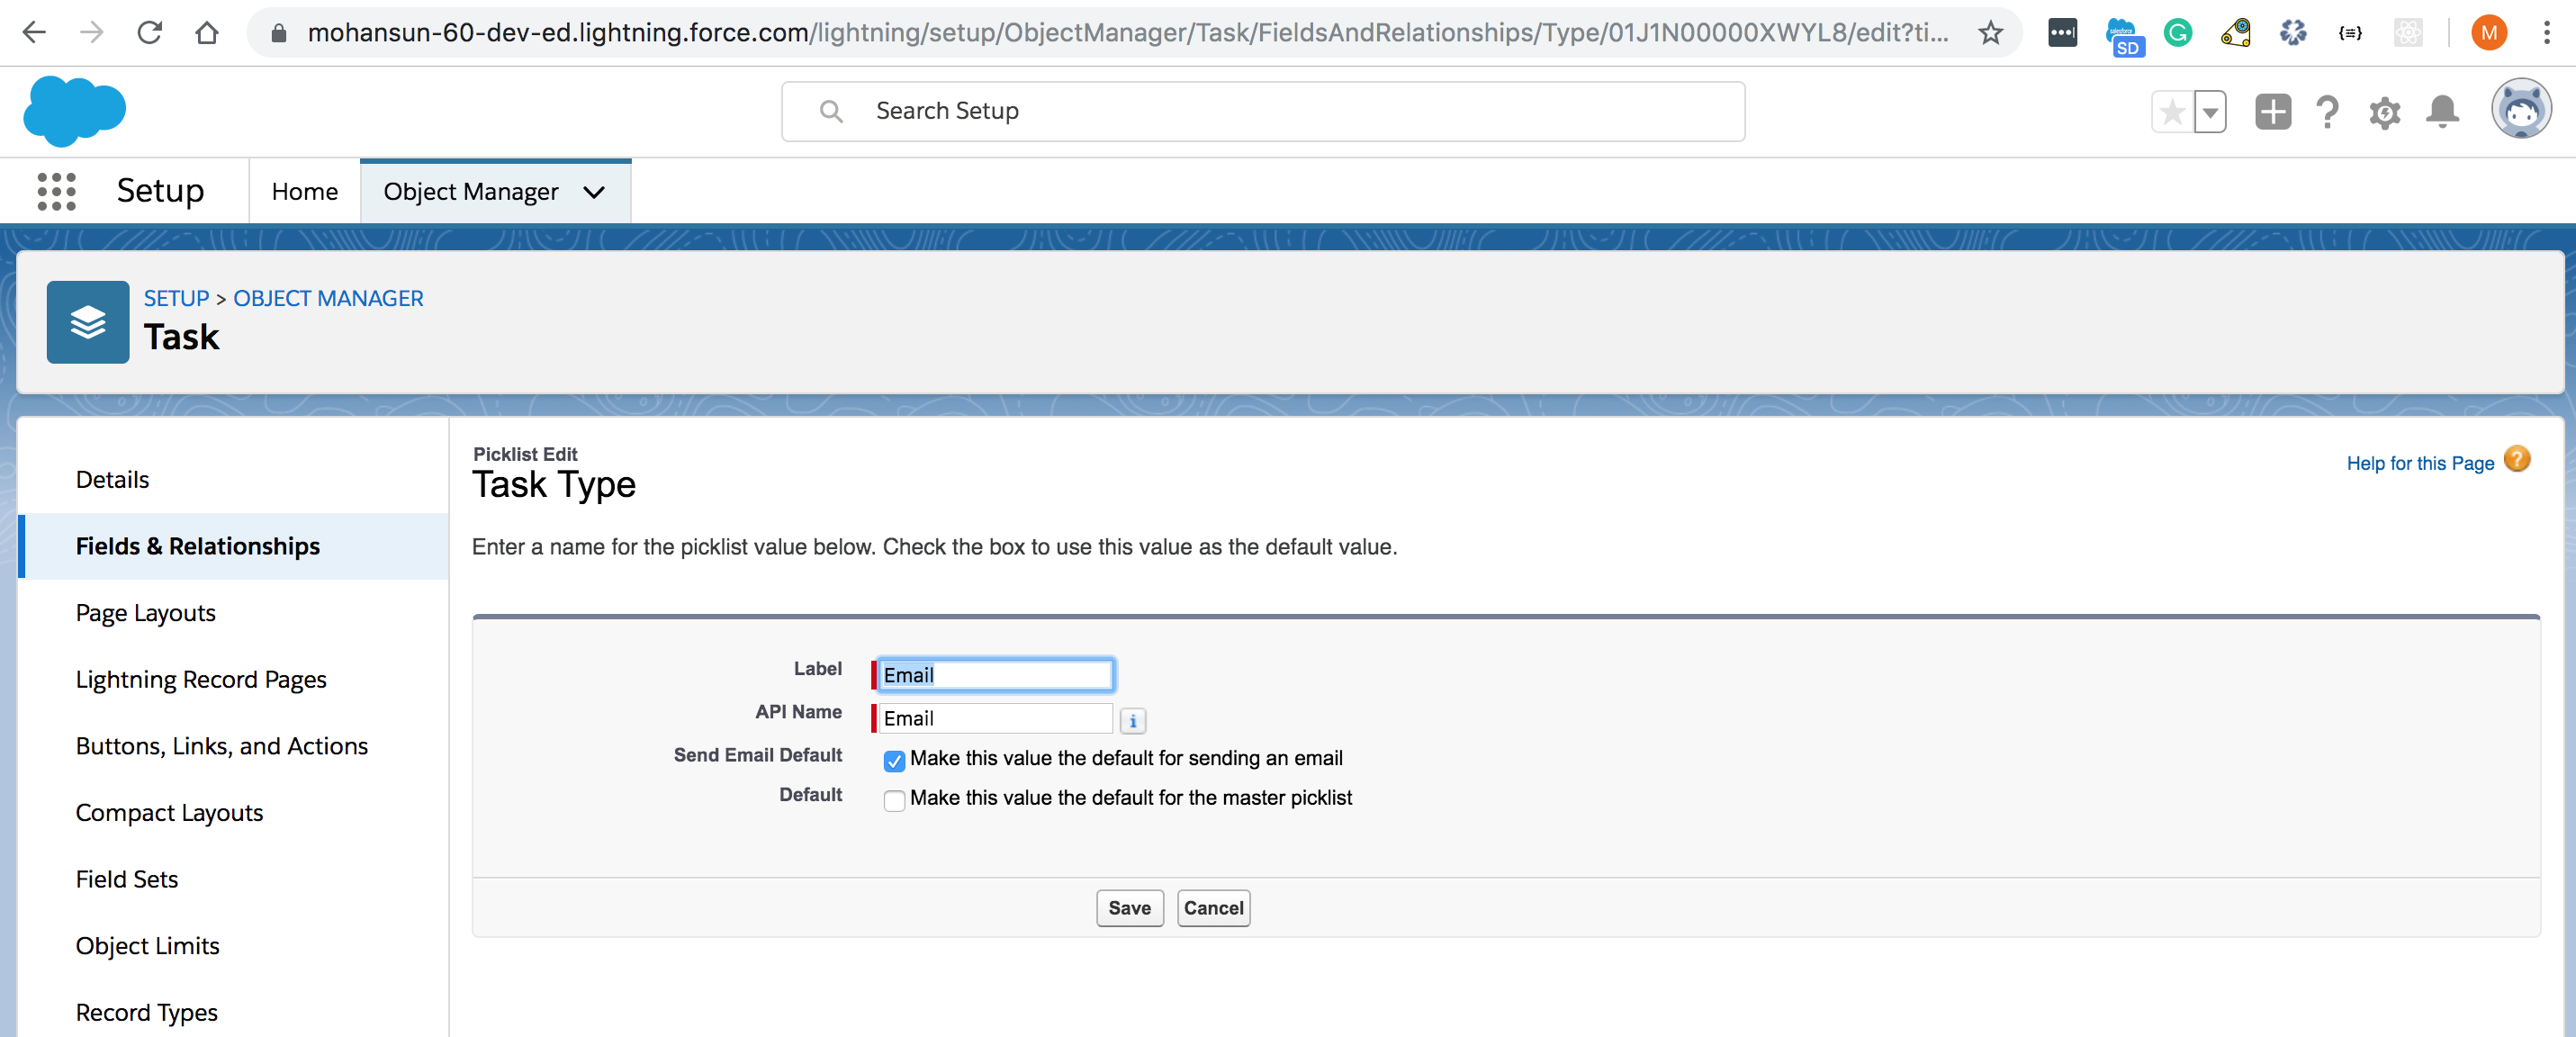 mohansun-60-dev-ed.lightning.force.com/lightning/setup/ObjectManager/Task/FieldsAndRelationships/Type/01J1N00000XWYL8/edit?ti...
SD
G
{≡}
M
Search Setup
Setup
Home
Object Manager
SETUP > OBJECT MANAGER
Task
Details
Fields & Relationships
Page Layouts
Lightning Record Pages
Buttons, Links, and Actions
Compact Layouts
Field Sets
Object Limits
Record Types
Picklist Edit
Task Type
Help for this Page ?
Enter a name for the picklist value below. Check the box to use this value as the default value.
Label Email
API Name Email i
Send Email Default Make this value the default for sending an email
Default Make this value the default for the master picklist
Save Cancel